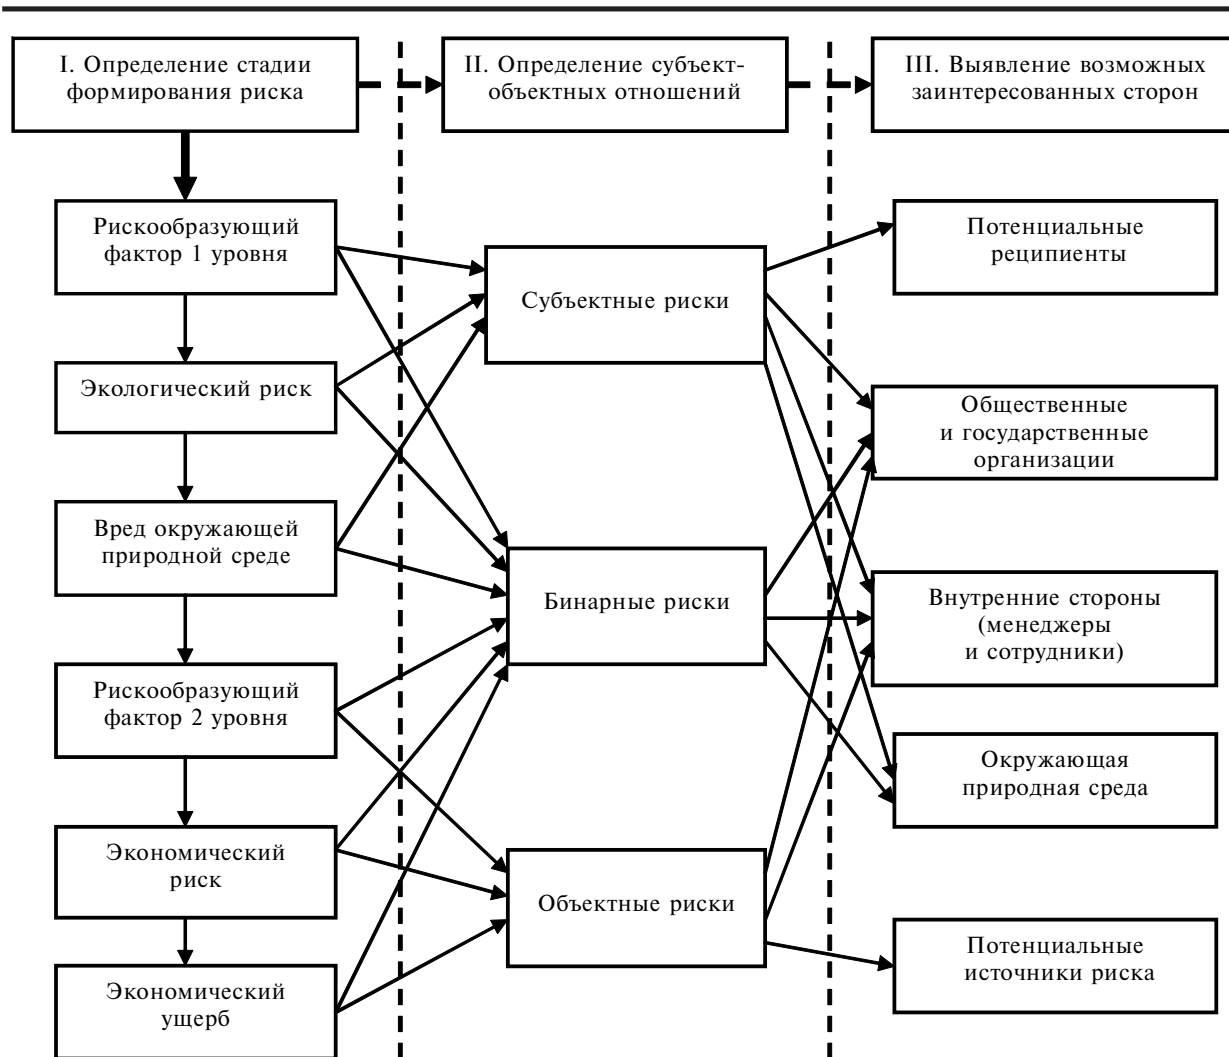 I. Определение стадии
формирования риска
II. Определение субъект-
объектных отношений
III. Выявление возможных
заинтересованных сторон
Рискообразующий
фактор 1 уровня
Экологический риск
Вред окружающей
природной среде
Рискообразующий
фактор 2 уровня
Экономический
риск
Экономический
ущерб
Субъектные риски
Бинарные риски
Объектные риски
Потенциальные
реципиенты
Общественные
и государственные
организации
Внутренние стороны
(менеджеры
и сотрудники)
Окружающая
природная среда
Потенциальные
источники риска